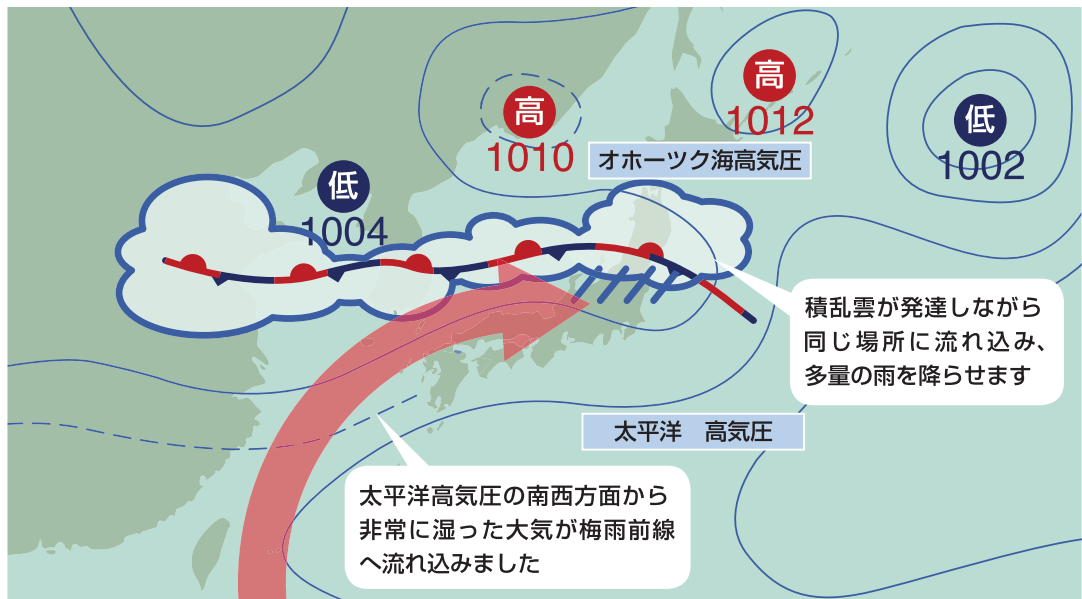 高
1012
高
1010
低
1002
オホーツク海高気圧
低
1004
積乱雲が発達しながら
同じ場所に流れ込み、
多量の雨を降らせます
太平洋　高気圧
太平洋高気圧の南西方面から
非常に湿った大気が梅雨前線
へ流れ込みました